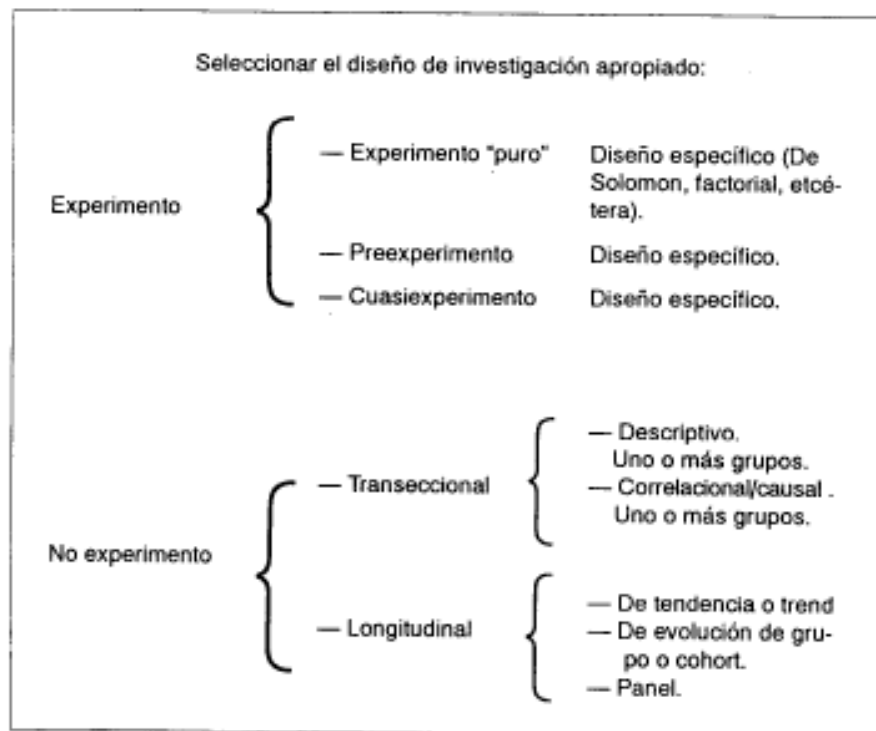 Seleccionar el diseño de investigación apropiado:
Experimento
— Experimento "puro" Diseño específico (De
Solomon, factorial, etcé-
tera).
— Preexperimento Diseño específico.
— Cuasiexperimento Diseño específico.
No experimento
— Transeccional
— Descriptivo.
Uno o más grupos.
— Correlacional/causal .
Uno o más grupos.
— Longitudinal
— De tendencia o trend
— De evolución de gru-
po o cohort.
— Panel.